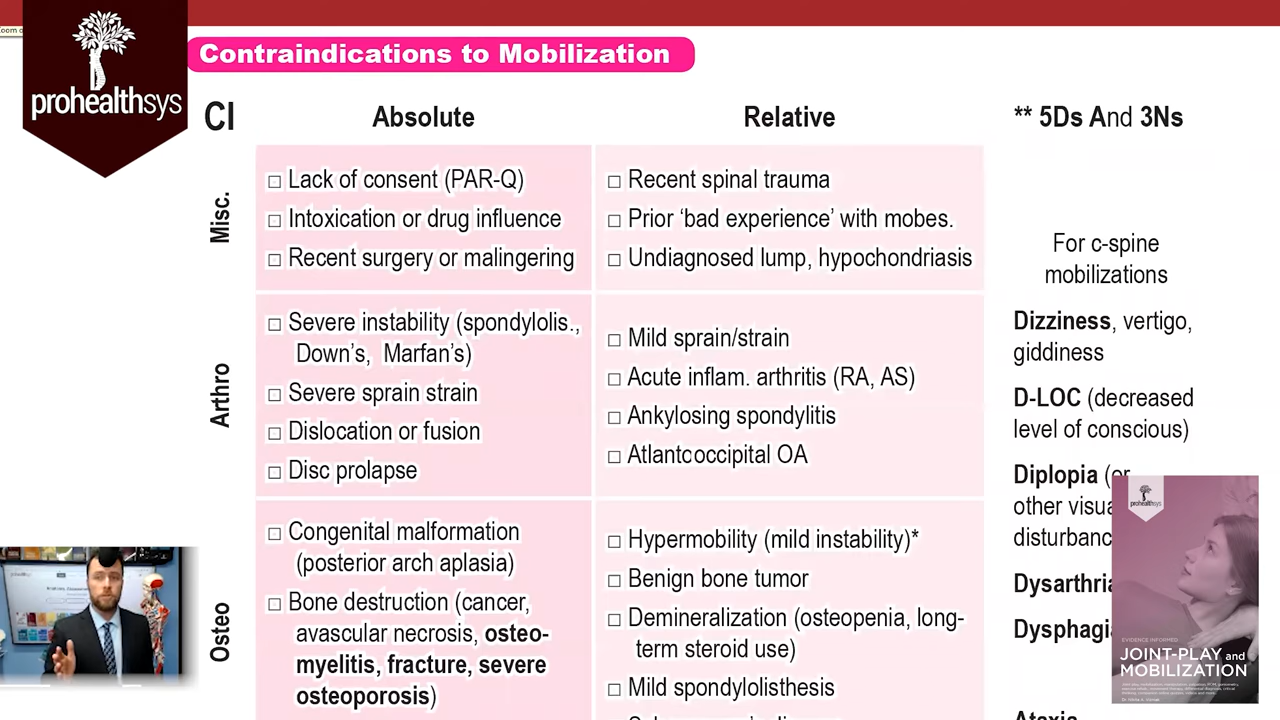 Contraindications to Mobilization
prohealthsys
CI
Absolute
Relative
** 5Ds And 3Ns
Misc.
□ Lack of consent (PAR-Q)
□ Intoxication or drug influence
□ Recent surgery or malingering
□ Recent spinal trauma
□ Prior ‘bad experience’ with mobes.
□ Undiagnosed lump, hypochondriasis
Arthro
□ Severe instability (spondylolis.,
Down’s, Marfan’s)
□ Severe sprain strain
□ Dislocation or fusion
□ Disc prolapse
□ Mild sprain/strain
□ Acute inflam. arthritis (RA, AS)
□ Ankylosing spondylitis
□ Atlantcoccipital OA
Osteo
□ Congenital malformation
(posterior arch aplasia)
□ Bone destruction (cancer,
avascular necrosis, osteo-
myelitis, fracture, severe
osteoporosis)
□ Hypermobility (mild instability)*
□ Benign bone tumor
□ Demineralization (osteopenia, long-
term steroid use)
□ Mild spondylolisthesis
For c-spine
mobilizations
Dizziness, vertigo,
giddiness
D-LOC (decreased
level of conscious)
Diplopia (or
other visua
disturbanc
Dysarthria
Dysphagi
Ataxia
prohealthsys
EVIDENCE INFORMED
JOINT-PLAY and
MOBILIZATION